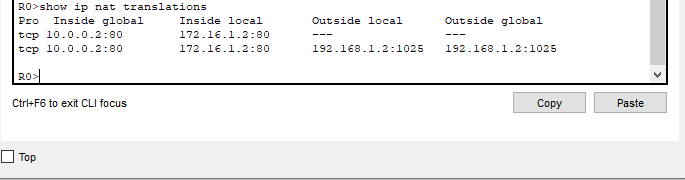 R0>show ip nat translations
Pro  Inside global     Inside local       Outside local      Outside global
tcp 10.0.0.2:80        172.16.1.2:80      ---                ---
tcp 10.0.0.2:80        172.16.1.2:80      192.168.1.2:1025   192.168.1.2:1025
R0>
Ctrl+F6 to exit CLI focus
Copy
Paste
Top